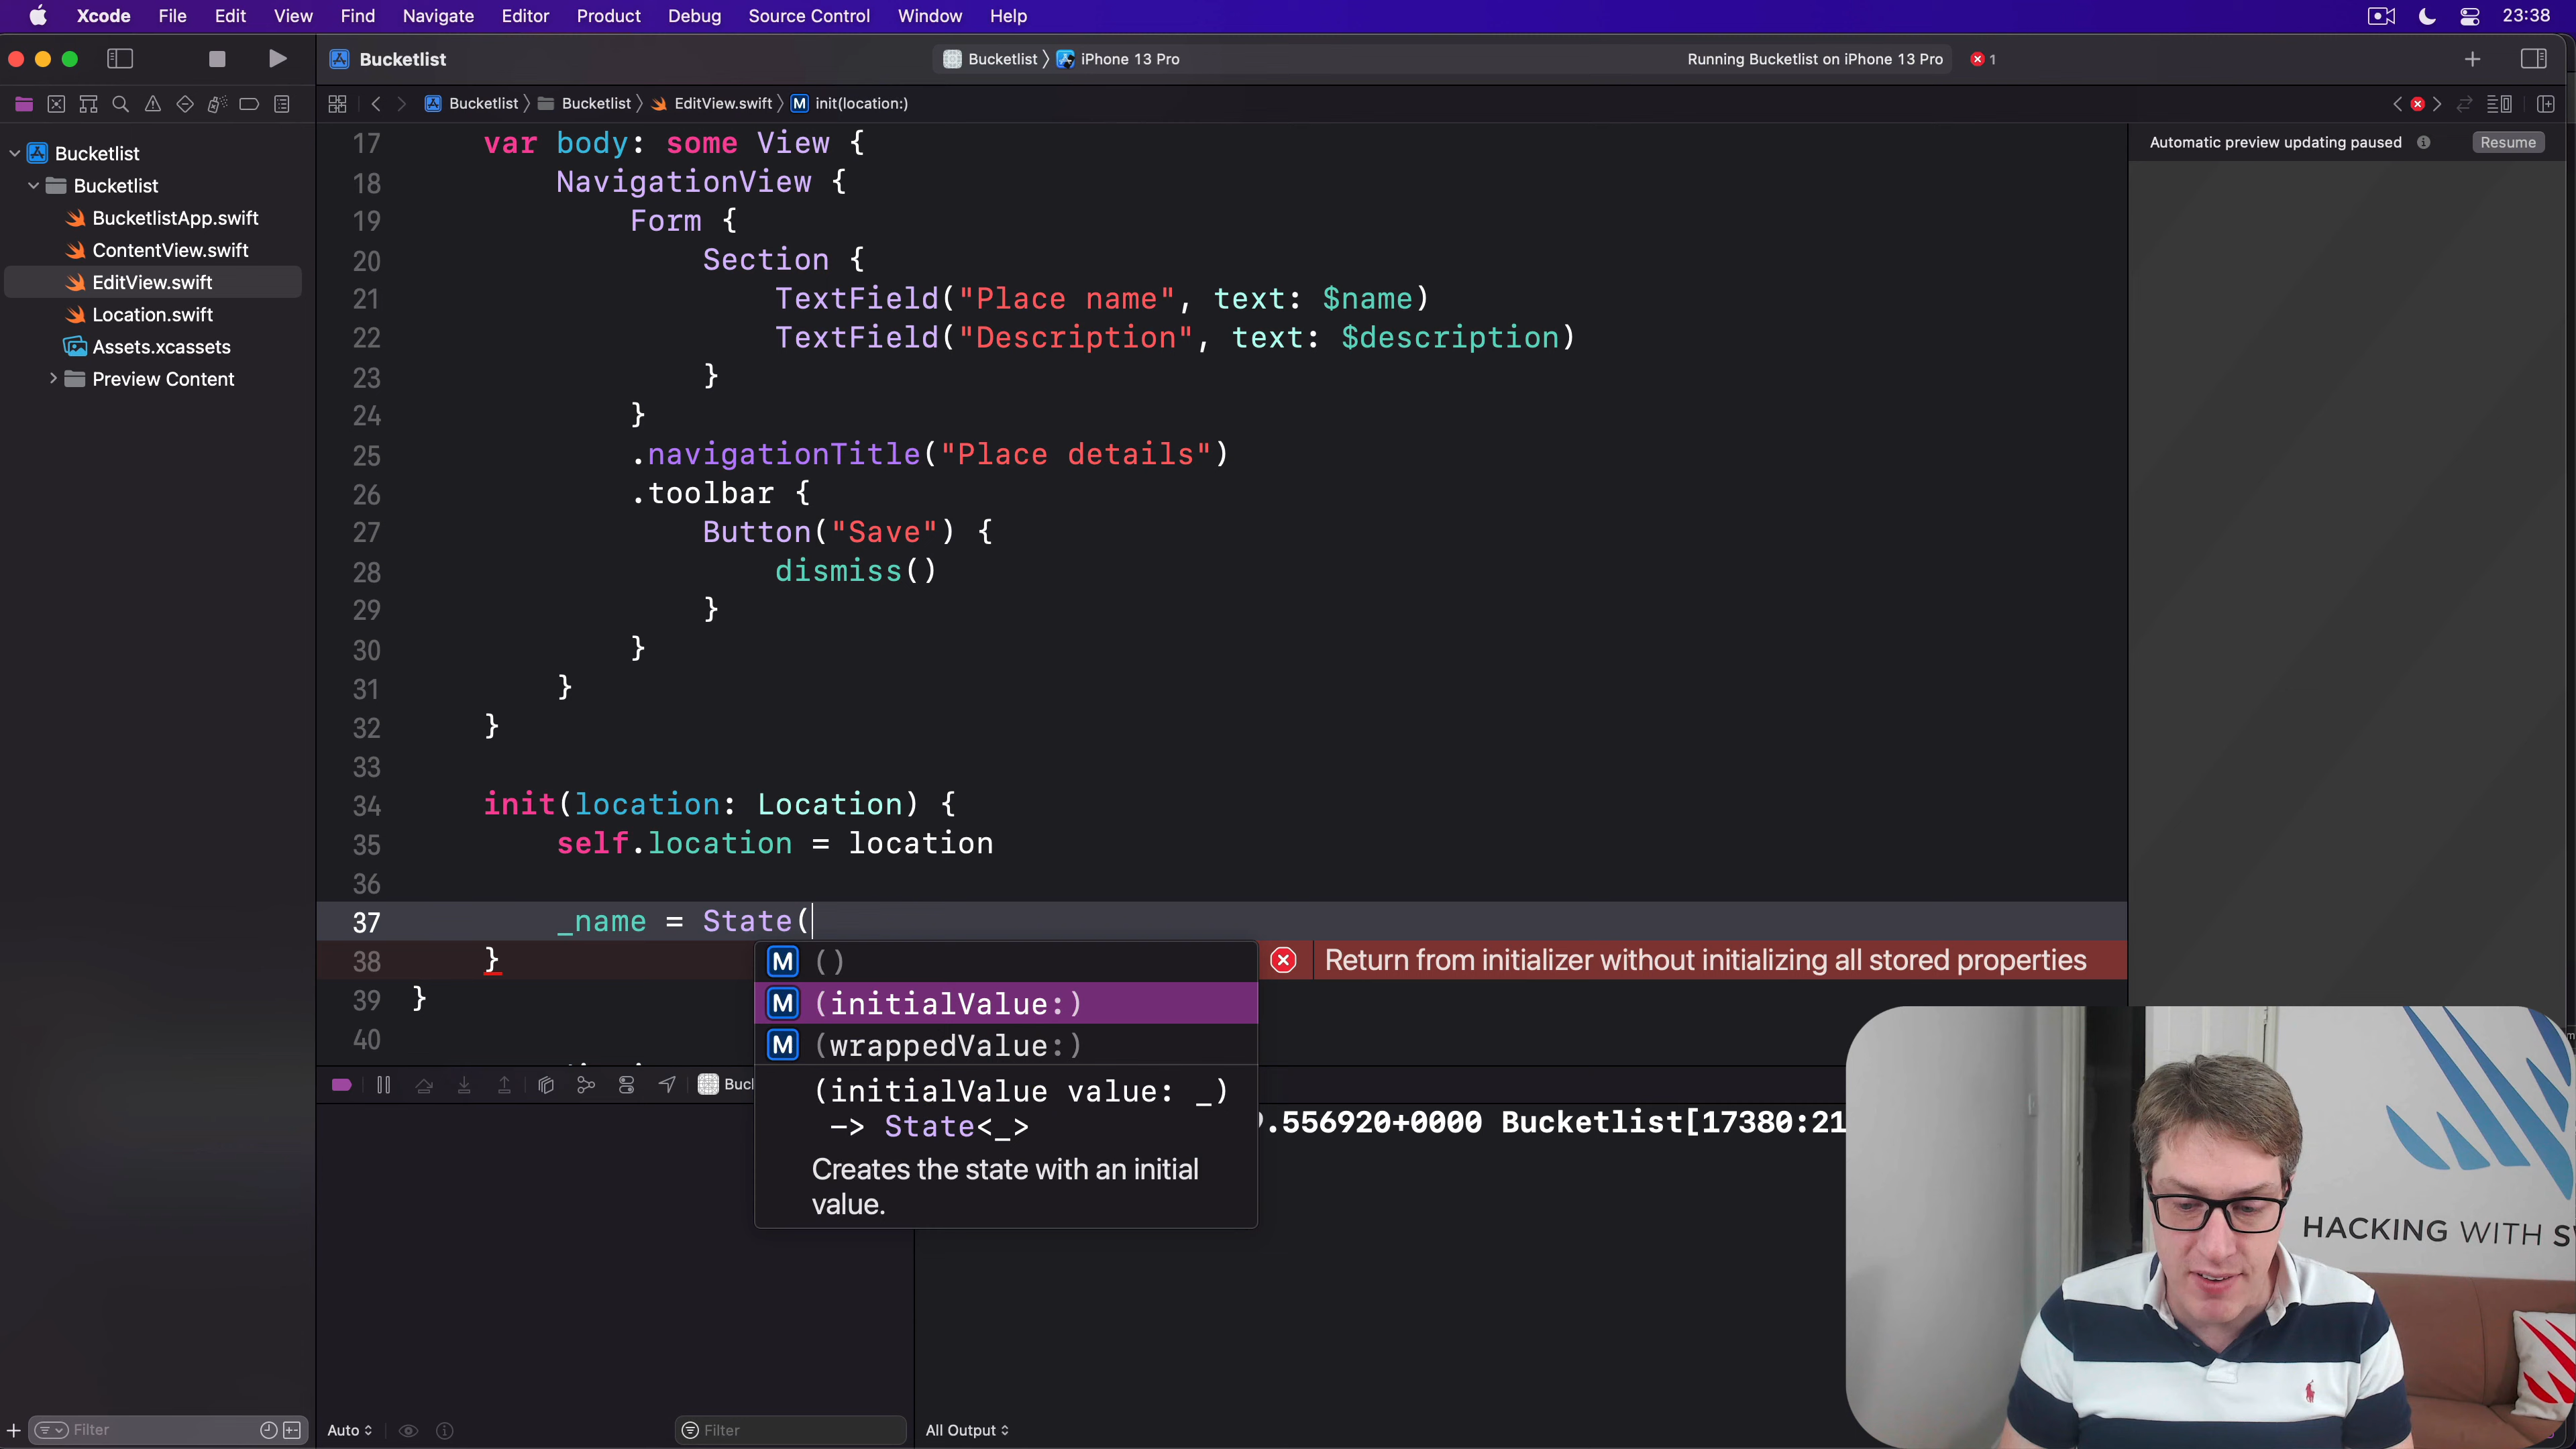 Xcode File Edit View Find Navigate Editor Product Debug Source Control Window Help 23:38
Bucketlist Bucketlist iPhone 13 Pro Running Bucketlist on iPhone 13 Pro 1
Bucketlist Bucketlist EditView.swift M init(location:)
Bucketlist
Bucketlist
BucketlistApp.swift
ContentView.swift
EditView.swift
Location.swift
Assets.xcassets
Preview Content
Automatic preview updating paused Resume
17 var body: some View {
18 NavigationView {
19 Form {
20 Section {
21 TextField("Place name", text: $name)
22 TextField("Description", text: $description)
23 }
24 }
25 .navigationTitle("Place details")
26 .toolbar {
27 Button("Save") {
28 dismiss()
29 }
30 }
31 }
32 }
33
34 init(location: Location) {
35 self.location = location
36
37 _name = State(
38 } Return from initializer without initializing all stored properties
39 }
40
M ()
M (initialValue:)
M (wrappedValue:)
(initialValue value: _)
-> State<_>
Creates the state with an initial
value.
Buc
.556920+0000 Bucketlist[17380:21
HACKING WITH S
Filter
Auto
Filter
All Output